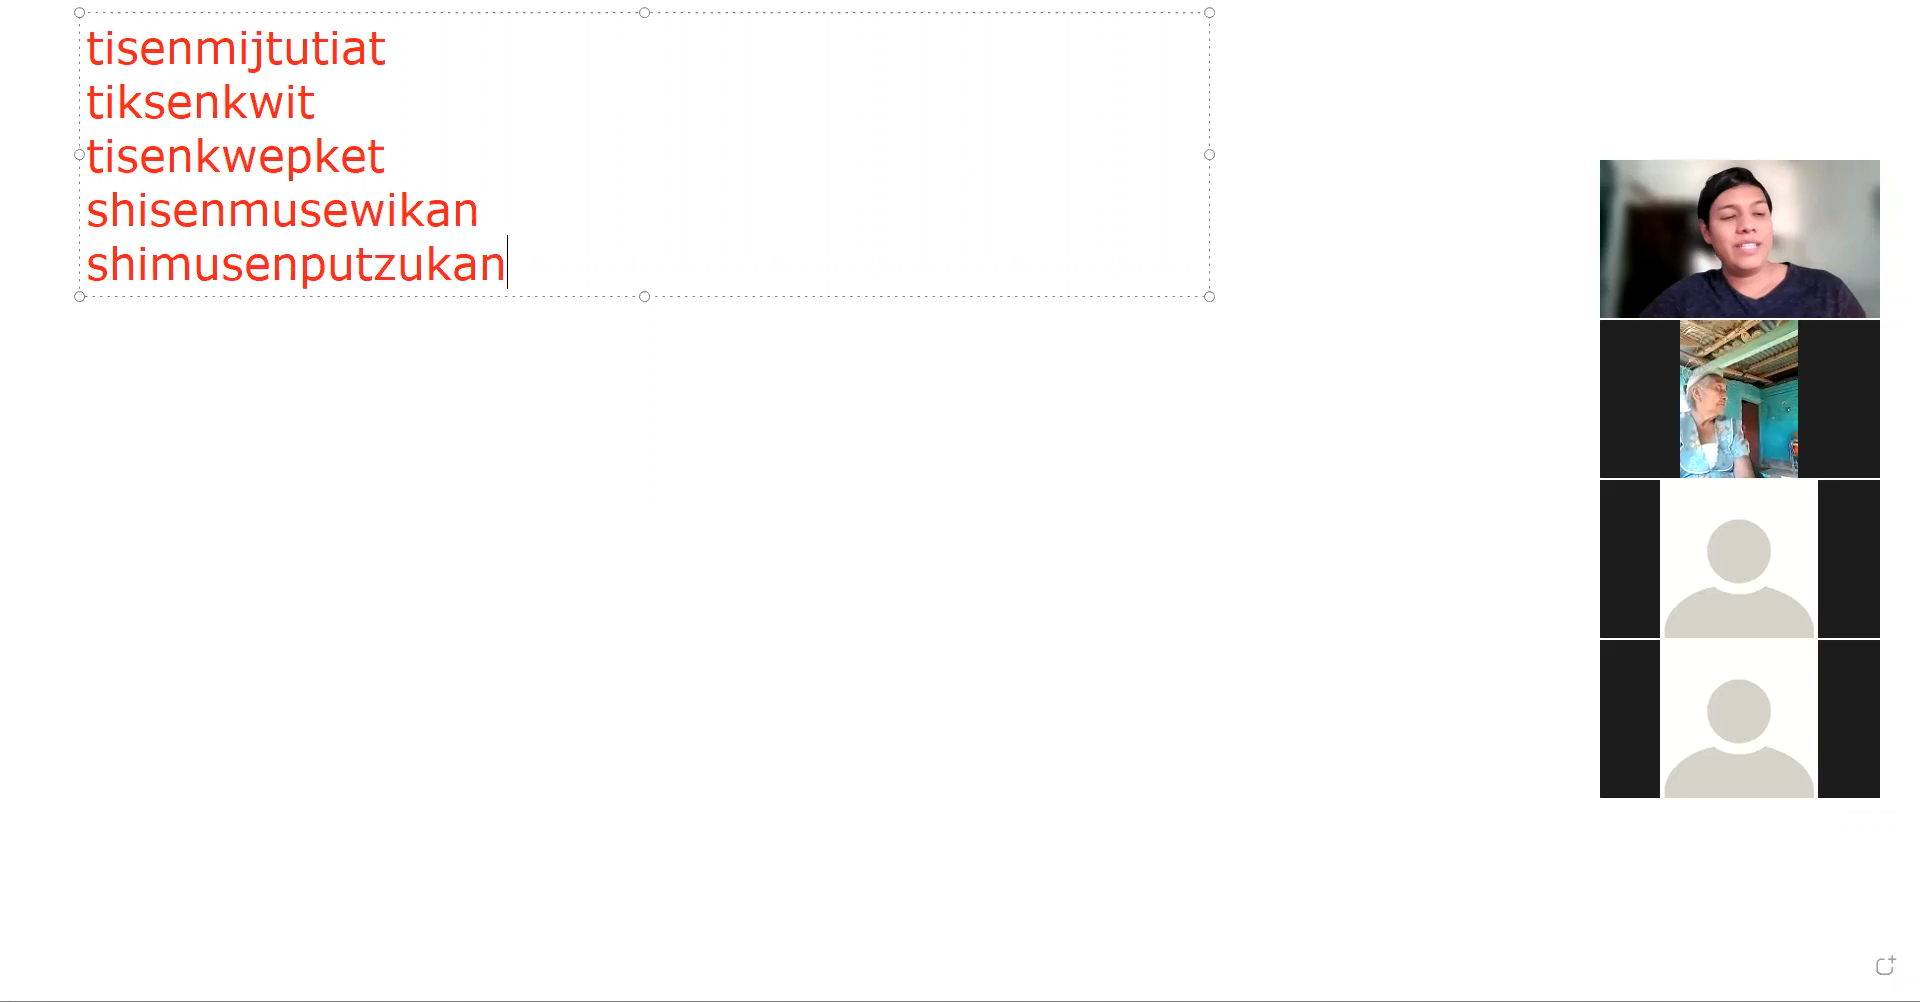 tisenmijtutiat
tiksenkwit
tisenkwepket
shisenmusewikan
shimusenputzukan